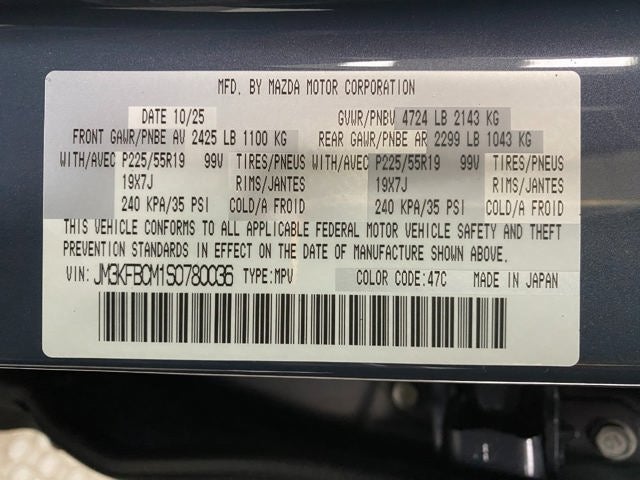 MFD. BY MAZDA MOTOR CORPORATION
DATE 10/25 GVWR/PNBV 4724 LB 2143 KG
FRONT GAWR/PNBE AV 2425 LB 1100 KG REAR GAWR/PNBE AR 2299 LB 1043 KG
WITH/AVEC P225/55R19 99V TIRES/PNEUS WITH/AVEC P225/55R19 99V TIRES/PNEUS
19X7J RIMS/JANTES 19X7J RIMS/JANTES
240 KPA/35 PSI COLD/A FROID 240 KPA/35 PSI COLD/A FROID
THIS VEHICLE CONFORMS TO ALL APPLICABLE FEDERAL MOTOR VEHICLE SAFETY AND THEFT
PREVENTION STANDARDS IN EFFECT ON THE DATE OF MANUFACTURE SHOWN ABOVE.
VIN: JM3KFBCM1S0780036 TYPE:MPV COLOR CODE:47C MADE IN JAPAN